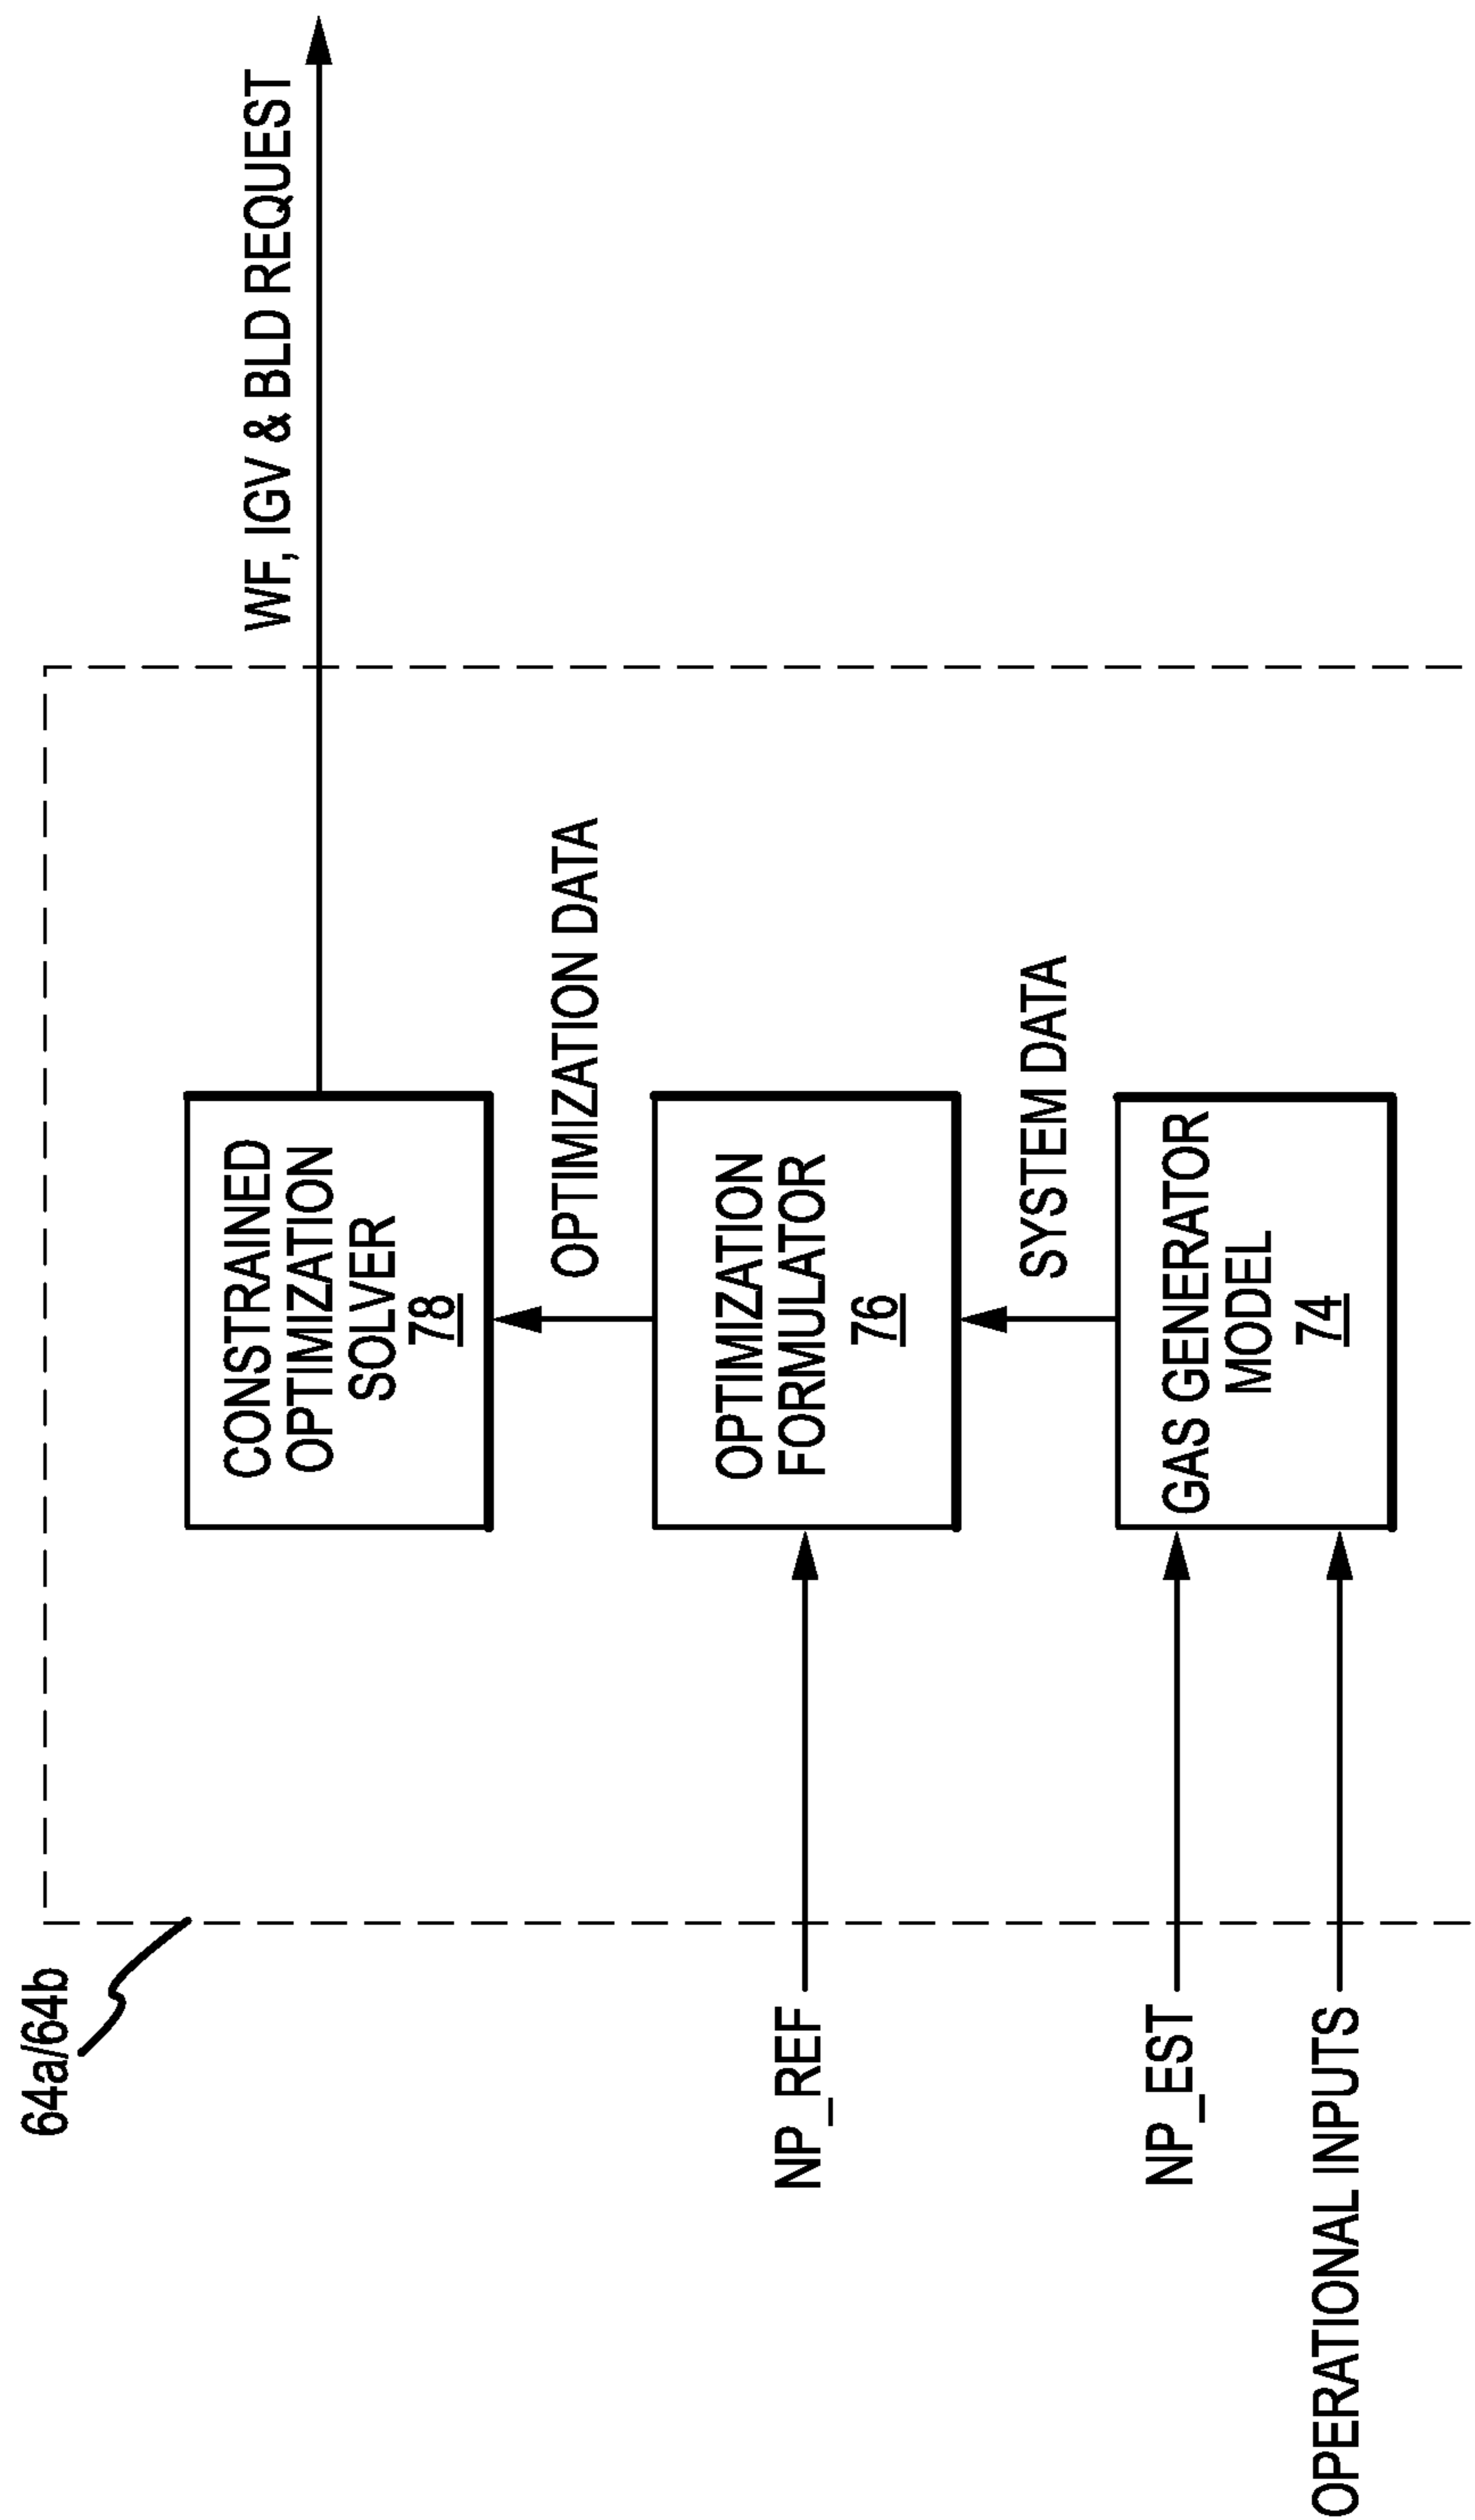 64a/64b
CONSTRAINED
OPTIMIZATION
SOLVER
78
WF, IGV & BLD REQUEST
OPTIMIZATION DATA
NP_REF
OPTIMIZATION
FORMULATOR
76
SYSTEM DATA
NP_EST
GAS GENERATOR
MODEL
74
OPERATIONAL INPUTS